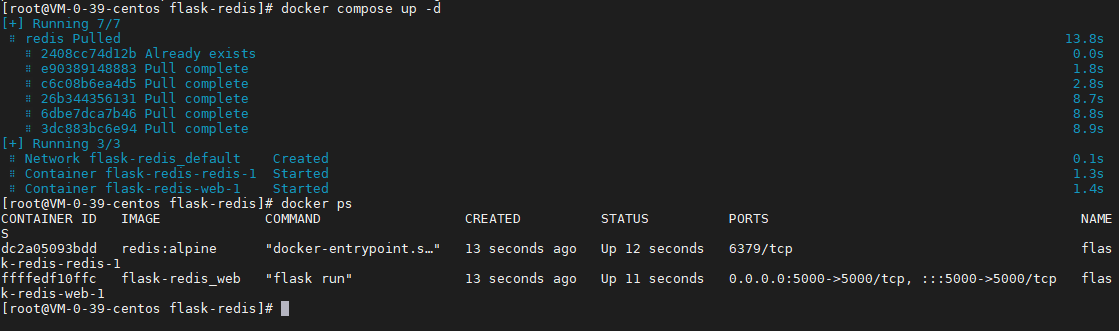 [root@VM-0-39-centos flask-redis]# docker compose up -d
[+] Running 7/7
⠿ redis Pulled 13.8s
⠿ 2408cc74d12b Already exists 0.0s
⠿ e90389148883 Pull complete 1.8s
⠿ c6c08b6ea4d5 Pull complete 2.8s
⠿ 26b344356131 Pull complete 8.7s
⠿ 6dbe7dca7b46 Pull complete 8.8s
⠿ 3dc883bc6e94 Pull complete 8.9s
[+] Running 3/3
⠿ Network flask-redis_default Created 0.1s
⠿ Container flask-redis-redis-1 Started 1.3s
⠿ Container flask-redis-web-1 Started 1.4s
[root@VM-0-39-centos flask-redis]# docker ps
CONTAINER ID IMAGE COMMAND CREATED STATUS PORTS NAME
S
dc2a05093bdd redis:alpine "docker-entrypoint.s…" 13 seconds ago Up 12 seconds 6379/tcp flas
k-redis-redis-1
ffffedf10ffc flask-redis_web "flask run" 13 seconds ago Up 11 seconds 0.0.0.0:5000->5000/tcp, :::5000->5000/tcp flas
k-redis-web-1
[root@VM-0-39-centos flask-redis]#